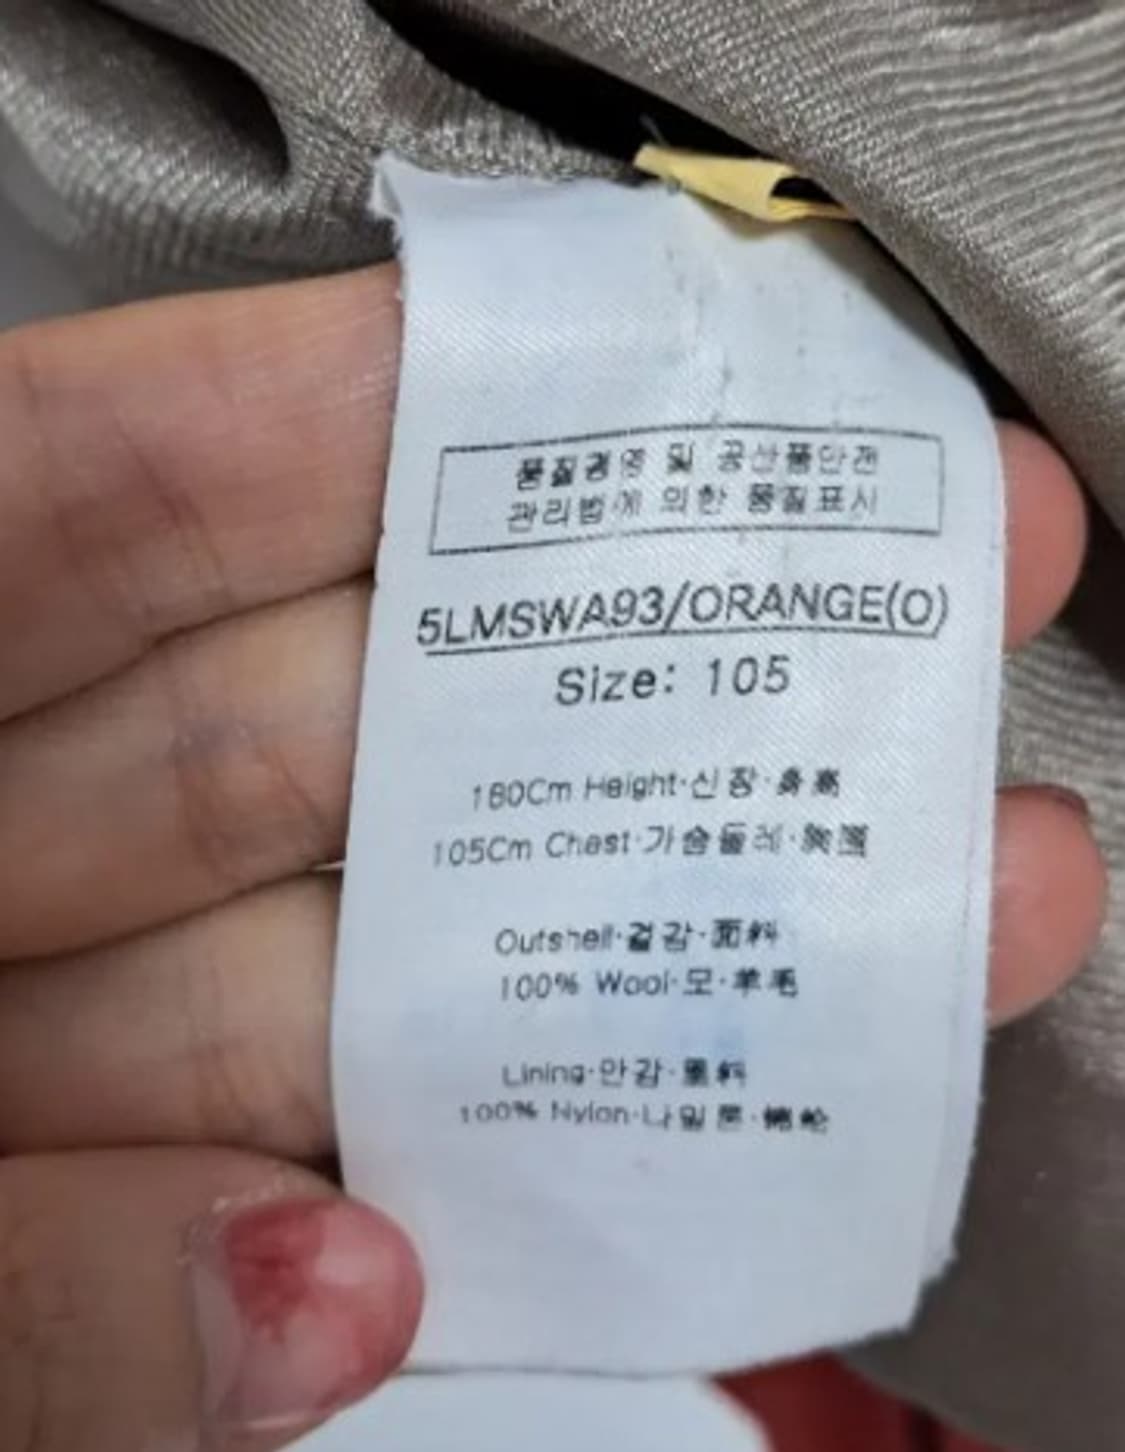 품질경영 및 공산품안전
관리법에 의한 품질표시
5LMSWA93/ORANGE(O)
Size: 105
180Cm Height·신장·身高
105Cm Chest·가슴둘레·胸围
Outshell·겉감·面料
100% Wool·모·羊毛
Lining·안감·里料
100% Nylon·나일론·锦纶